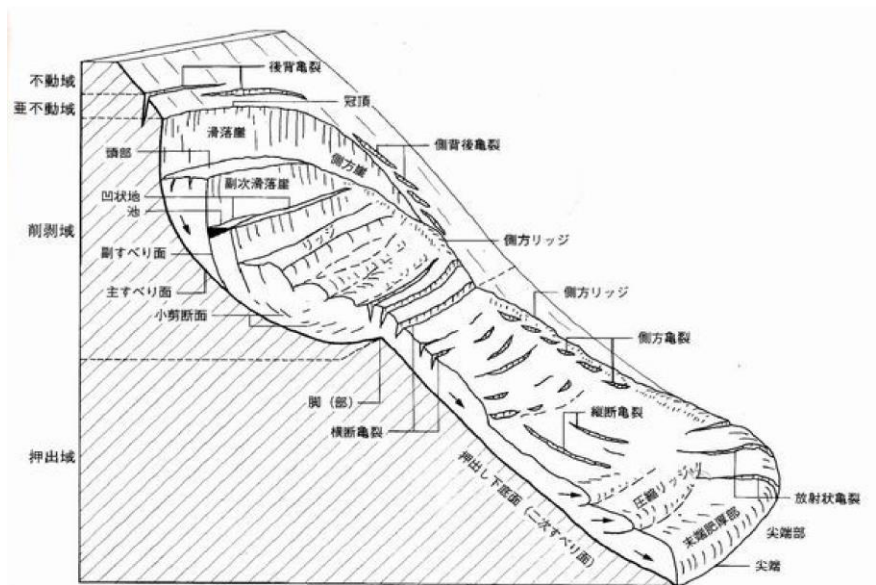 後背亀裂
不動域
冠頂
亜不動域
滑落崖
側背後亀裂
頭部
側方崖
副次滑落崖
凹状地
池
リッジ
削剥域
側方リッジ
副すべり面
主すべり面
側方リッジ
小剪断面
側方亀裂
脚（部）
横断亀裂
縦断亀裂
押出域
押出し下底面（二次すべり面）
圧縮リッジ
放射状亀裂
末端肥厚部
尖端部
尖端